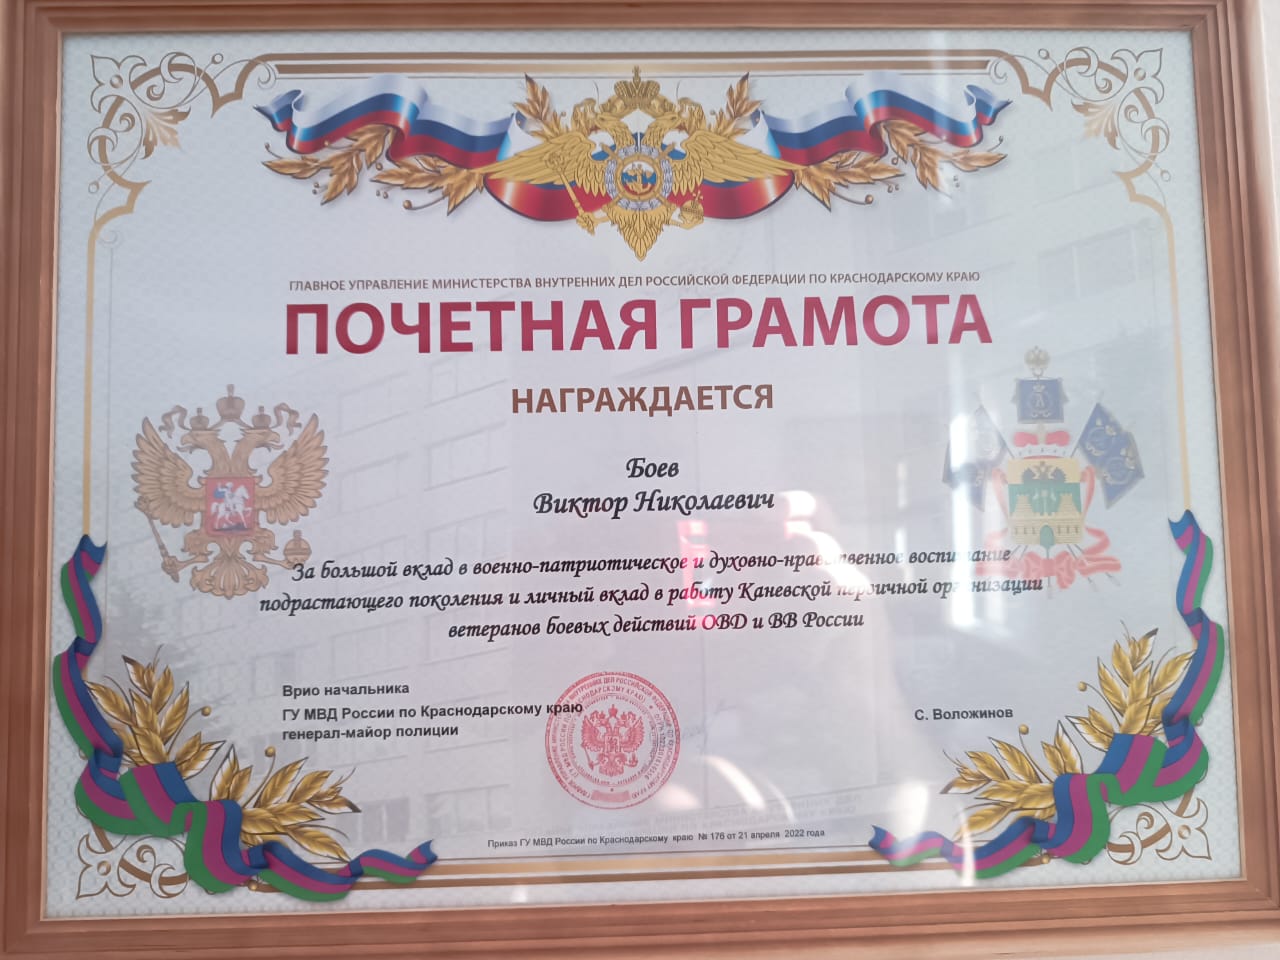 ГЛАВНОЕ УПРАВЛЕНИЕ МИНИСТЕРСТВА ВНУТРЕННИХ ДЕЛ РОССИЙСКОЙ ФЕДЕРАЦИИ ПО КРАСНОДАРСКОМУ КРАЮ
ПОЧЕТНАЯ ГРАМОТА
НАГРАЖДАЕТСЯ
Боев
Виктор Николаевич
За большой вклад в военно-патриотическое и духовно-нравственное воспитание
подрастающего поколения и личный вклад в работу Каневской первичной организации
ветеранов боевых действий ОВД и ВВ России
Врио начальника
ГУ МВД России по Краснодарскому краю
генерал-майор полиции
С. Воложинов
Приказ ГУ МВД России по Краснодарскому краю № 176 от 21 апреля 2022 года